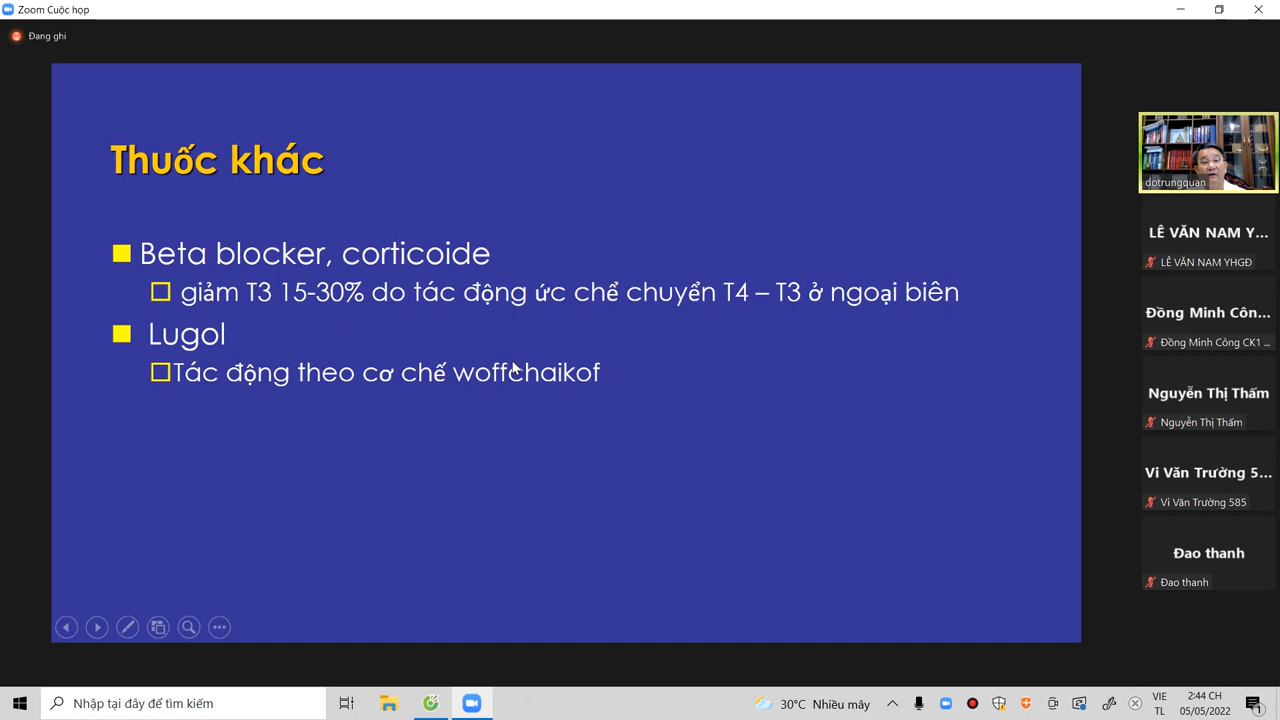 Zoom Cuộc họp
Đang ghi
Thuốc khác
Beta blocker, corticoide
giảm T3 15-30% do tác động ức chế chuyển T4 – T3 ở ngoại biên
Lugol
Tác động theo cơ chế woffchaikof
dotrungquan
LÊ VĂN NAM Y...
LÊ VĂN NAM YHGĐ
Đồng Minh Côn...
Đồng Minh Công CK1 ...
Nguyễn Thị Thấm
Nguyễn Thị Thấm
Vi Văn Trường 5...
Vi Văn Trường 585
Đao thanh
Đao thanh
Nhập tại đây để tìm kiếm
30°C Nhiều mây
VIE
TL
2:44 CH
05/05/2022
1